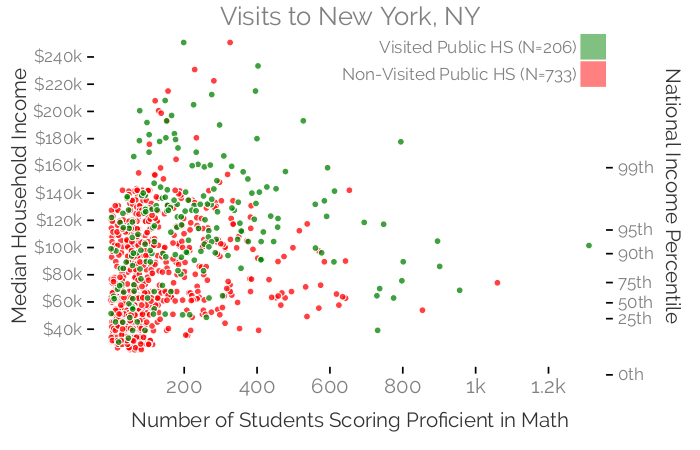 Visits to New York, NY
Visited Public HS (N=206)
Non-Visited Public HS (N=733)
Median Household Income
$240k
$220k
$200k
$180k
$160k
$140k
$120k
$100k
$80k
$60k
$40k
National Income Percentile
99th
95th
90th
75th
50th
25th
0th
200
400
600
800
1k
1.2k
Number of Students Scoring Proficient in Math